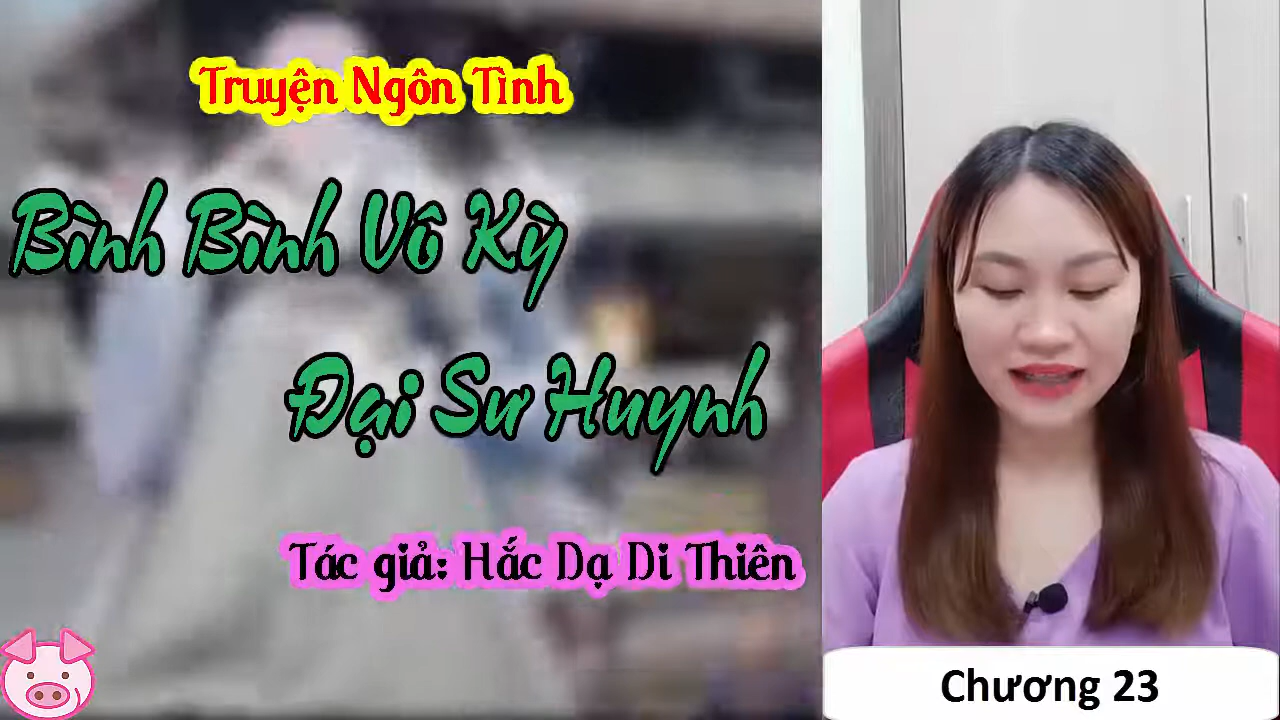 Truyện Ngôn Tình
Bình Bình Vô Kỳ
Đại Sư Huynh
Tác giả: Hắc Dạ Di Thiên
Chương 23